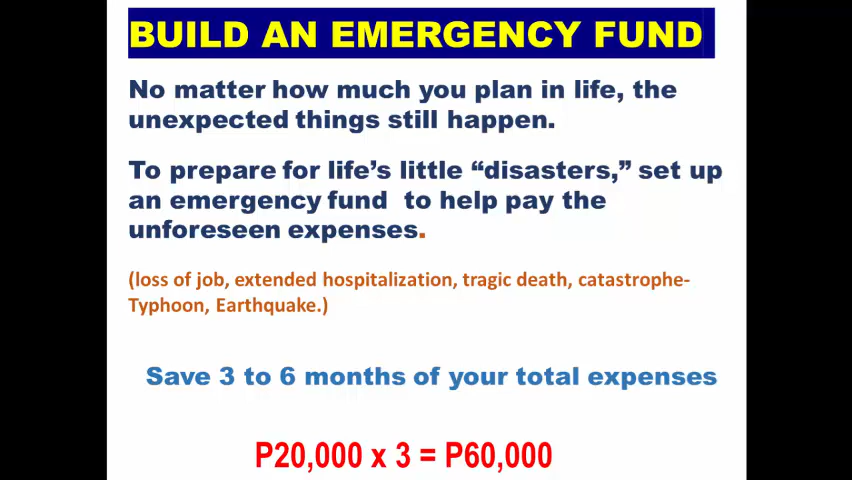 BUILD AN EMERGENCY FUND
No matter how much you plan in life, the
unexpected things still happen.
To prepare for life’s little “disasters,” set up
an emergency fund  to help pay the
unforeseen expenses.
(loss of job, extended hospitalization, tragic death, catastrophe-
Typhoon, Earthquake.)
Save 3 to 6 months of your total expenses
P20,000 x 3 = P60,000